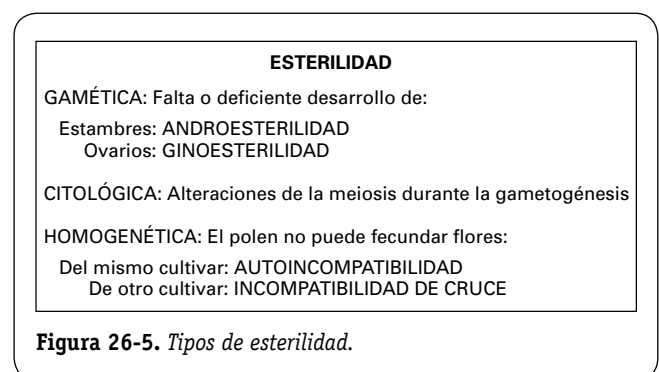 ESTERILIDAD
GAMÉTICA: Falta o deficiente desarrollo de:
Estambres: ANDROESTERILIDAD
Ovarios: GINOESTERILIDAD
CITOLÓGICA: Alteraciones de la meiosis durante la gametogénesis
HOMOGENÉTICA: El polen no puede fecundar flores:
Del mismo cultivar: AUTOINCOMPATIBILIDAD
De otro cultivar: INCOMPATIBILIDAD DE CRUCE
Figura 26-5. Tipos de esterilidad.